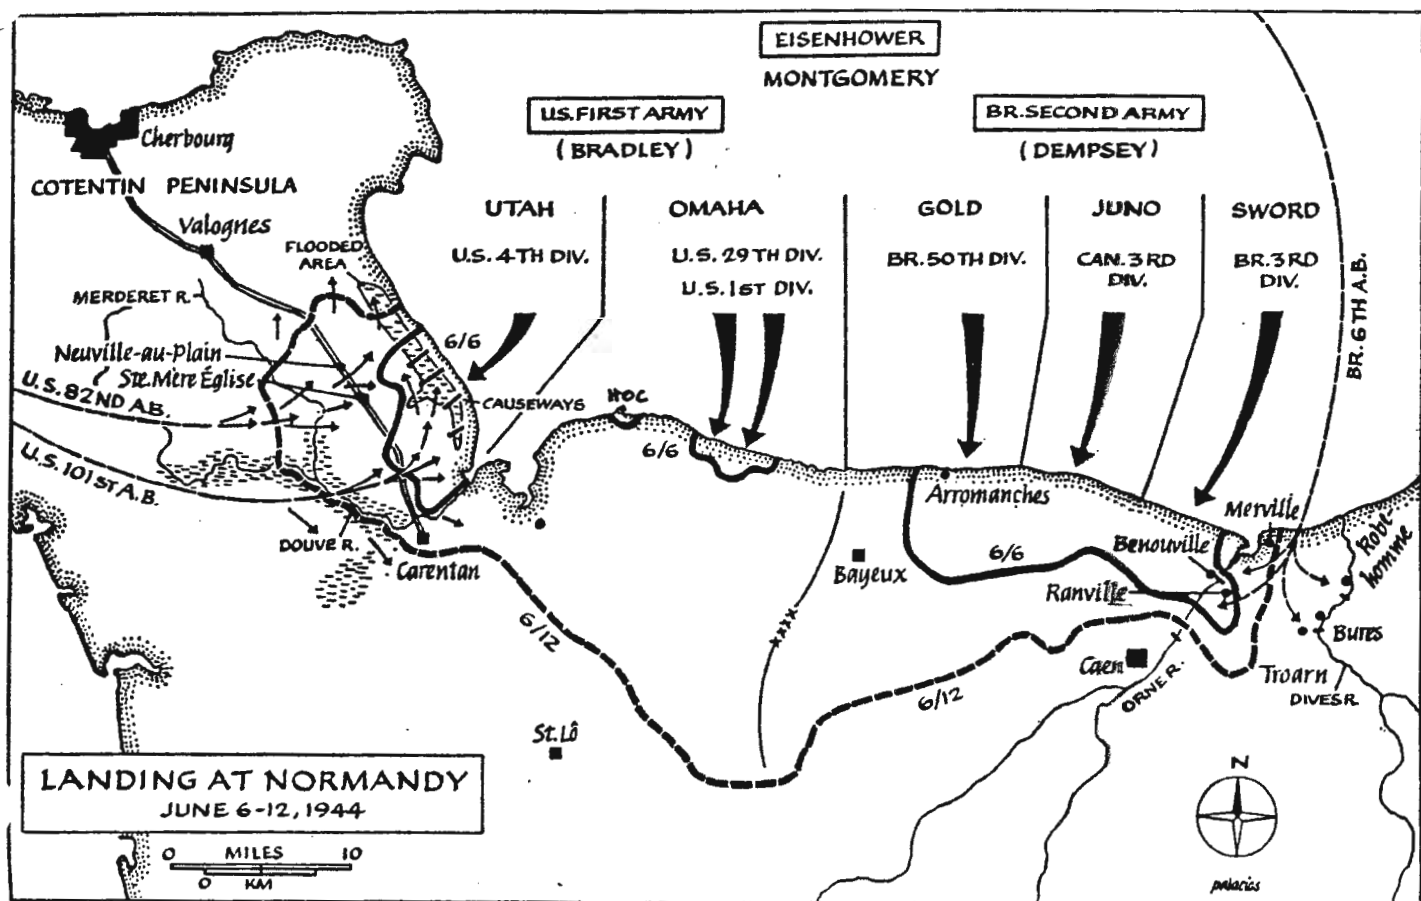 EISENHOWER
MONTGOMERY
U.S. FIRST ARMY
(BRADLEY)
BR. SECOND ARMY
(DEMPSEY)
Cherbourg
COTENTIN PENINSULA
Valognes
UTAH
U.S. 4TH DIV.
OMAHA
U.S. 29TH DIV.
U.S. 1ST DIV.
GOLD
BR. 50TH DIV.
JUNO
CAN. 3RD
DIV.
SWORD
BR. 3RD
DIV.
BR. 6TH A.B.
FLOODED
AREA
MERDERET R.
6/6
Neuville-au-Plain
Ste. Mère Église
U.S. 82ND A.B.
CAUSEWAYS
HOC
6/6
U.S. 101ST A.B.
Arromanches
Merville
Robe-
homme
DOUVE R.
Carentan
Bayeux
6/6
Benouville
Ranville
6/12
xxxx
Bures
Caen
ORNE R.
Troarn
DIVES R.
6/12
St. Lô
LANDING AT NORMANDY
JUNE 6-12, 1944
0 MILES 10
0 KM
N
palacios